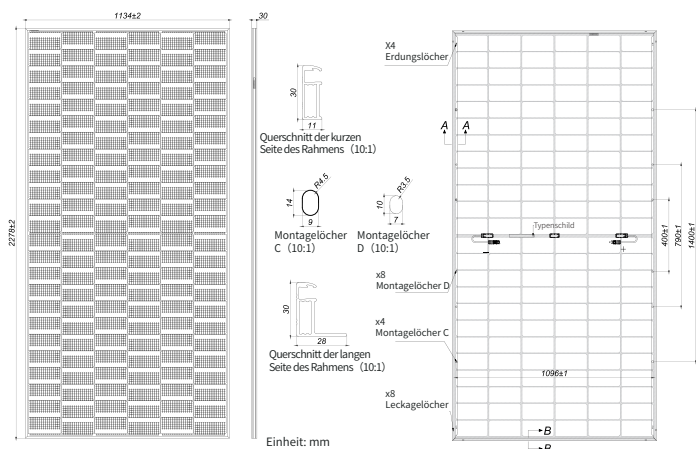 1134±2
30
2278±2
30
11
Querschnitt der kurzen
Seite des Rahmens (10:1)
14
R4.5
9
Montagelöcher
C (10:1)
10
R3.5
7
Montagelöcher
D (10:1)
30
28
Querschnitt der langen
Seite des Rahmens (10:1)
Einheit: mm
X4
Erdungslöcher
A
A
Typenschild
-
+
x8
Montagelöcher D
x4
Montagelöcher C
1096±1
x8
Leckagelöcher
B
B
400±1
790±1
1400±1